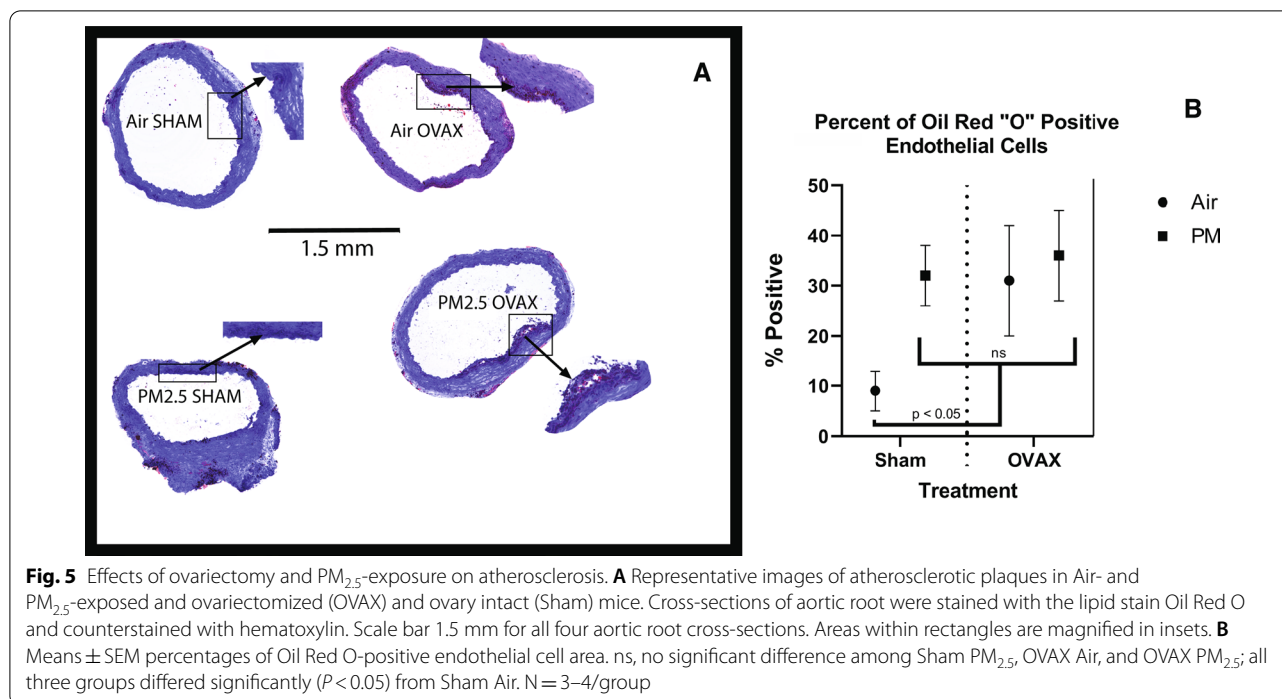 A
Air SHAM
Air OVAX
1.5 mm
PM2.5 OVAX
PM2.5 SHAM
B
Percent of Oil Red "O" Positive
Endothelial Cells
50
40
30
20
10
0
% Positive
ns
p < 0.05
Sham
OVAX
Treatment
Air
PM
Fig. 5 Effects of ovariectomy and PM2.5-exposure on atherosclerosis. A Representative images of atherosclerotic plaques in Air- and
PM2.5-exposed and ovariectomized (OVAX) and ovary intact (Sham) mice. Cross-sections of aortic root were stained with the lipid stain Oil Red O
and counterstained with hematoxylin. Scale bar 1.5 mm for all four aortic root cross-sections. Areas within rectangles are magnified in insets. B
Means ± SEM percentages of Oil Red O-positive endothelial cell area. ns, no significant difference among Sham PM2.5, OVAX Air, and OVAX PM2.5; all
three groups differed significantly (P < 0.05) from Sham Air. N = 3–4/group